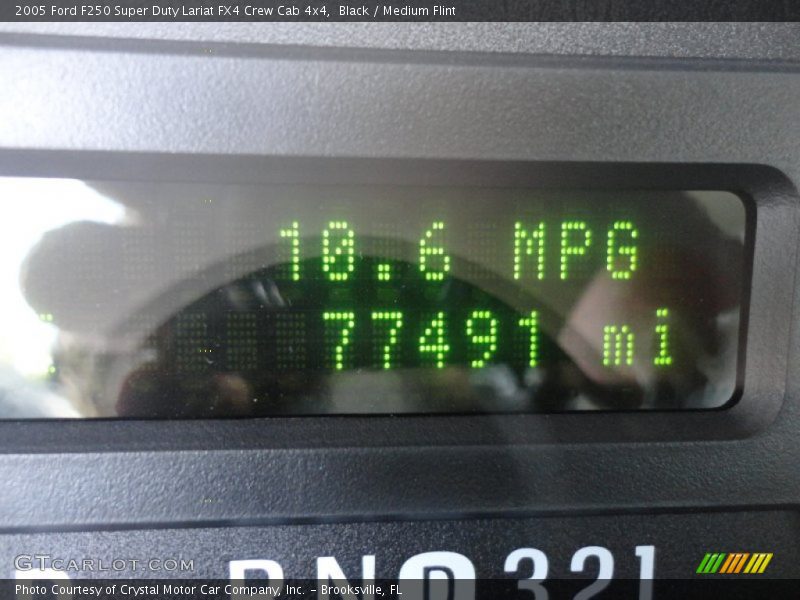 2005 Ford F250 Super Duty Lariat FX4 Crew Cab 4x4,  Black / Medium Flint
10.6 MPG
77491 mi
RND321
GTCARLOT.COM
Photo Courtesy of Crystal Motor Car Company, Inc. – Brooksville, FL